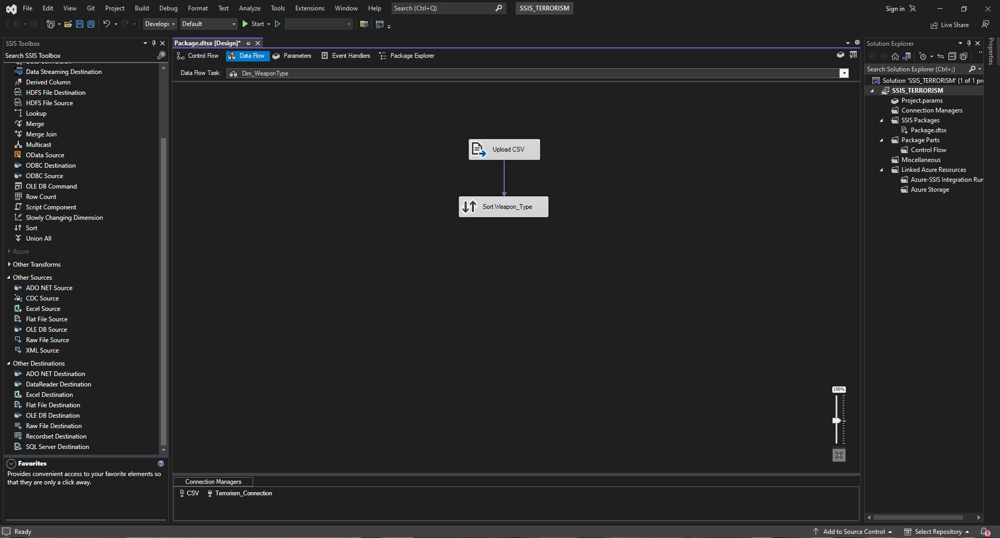 File Edit View Git Project Build Debug Format Test Analyze Tools Extensions Window Help Search (Ctrl+Q) SSIS_TERRORISM Sign in
Develop Default Start Live Share
SSIS Toolbox
Search SSIS Toolbox
Data Streaming Destination
Derived Column
HDFS File Destination
HDFS File Source
Lookup
Merge
Merge Join
Multicast
OData Source
ODBC Destination
ODBC Source
OLE DB Command
Row Count
Script Component
Slowly Changing Dimension
Sort
Union All
Azure
Other Transforms
Other Sources
ADO NET Source
CDC Source
Excel Source
Flat File Source
OLE DB Source
Raw File Source
XML Source
Other Destinations
ADO NET Destination
DataReader Destination
Excel Destination
Flat File Destination
OLE DB Destination
Raw File Destination
Recordset Destination
SQL Server Destination
Favorites
Provides convenient access to your favorite elements so
that they are only a click away.
Package.dtsx [Design]*
Control Flow Data Flow Parameters Event Handlers Package Explorer
Data Flow Task: Dim_WeaponType
Upload CSV
Sort Weapon_Type
100%
Connection Managers
CSV Terrorism_Connection
Solution Explorer
Search Solution Explorer (Ctrl+;)
Solution 'SSIS_TERRORISM' (1 of 1 pr
SSIS_TERRORISM
Project.params
Connection Managers
SSIS Packages
Package.dtsx
Package Parts
Control Flow
Miscellaneous
Linked Azure Resources
Azure-SSIS Integration Run
Azure Storage
Properties
Ready Add to Source Control Select Repository 1